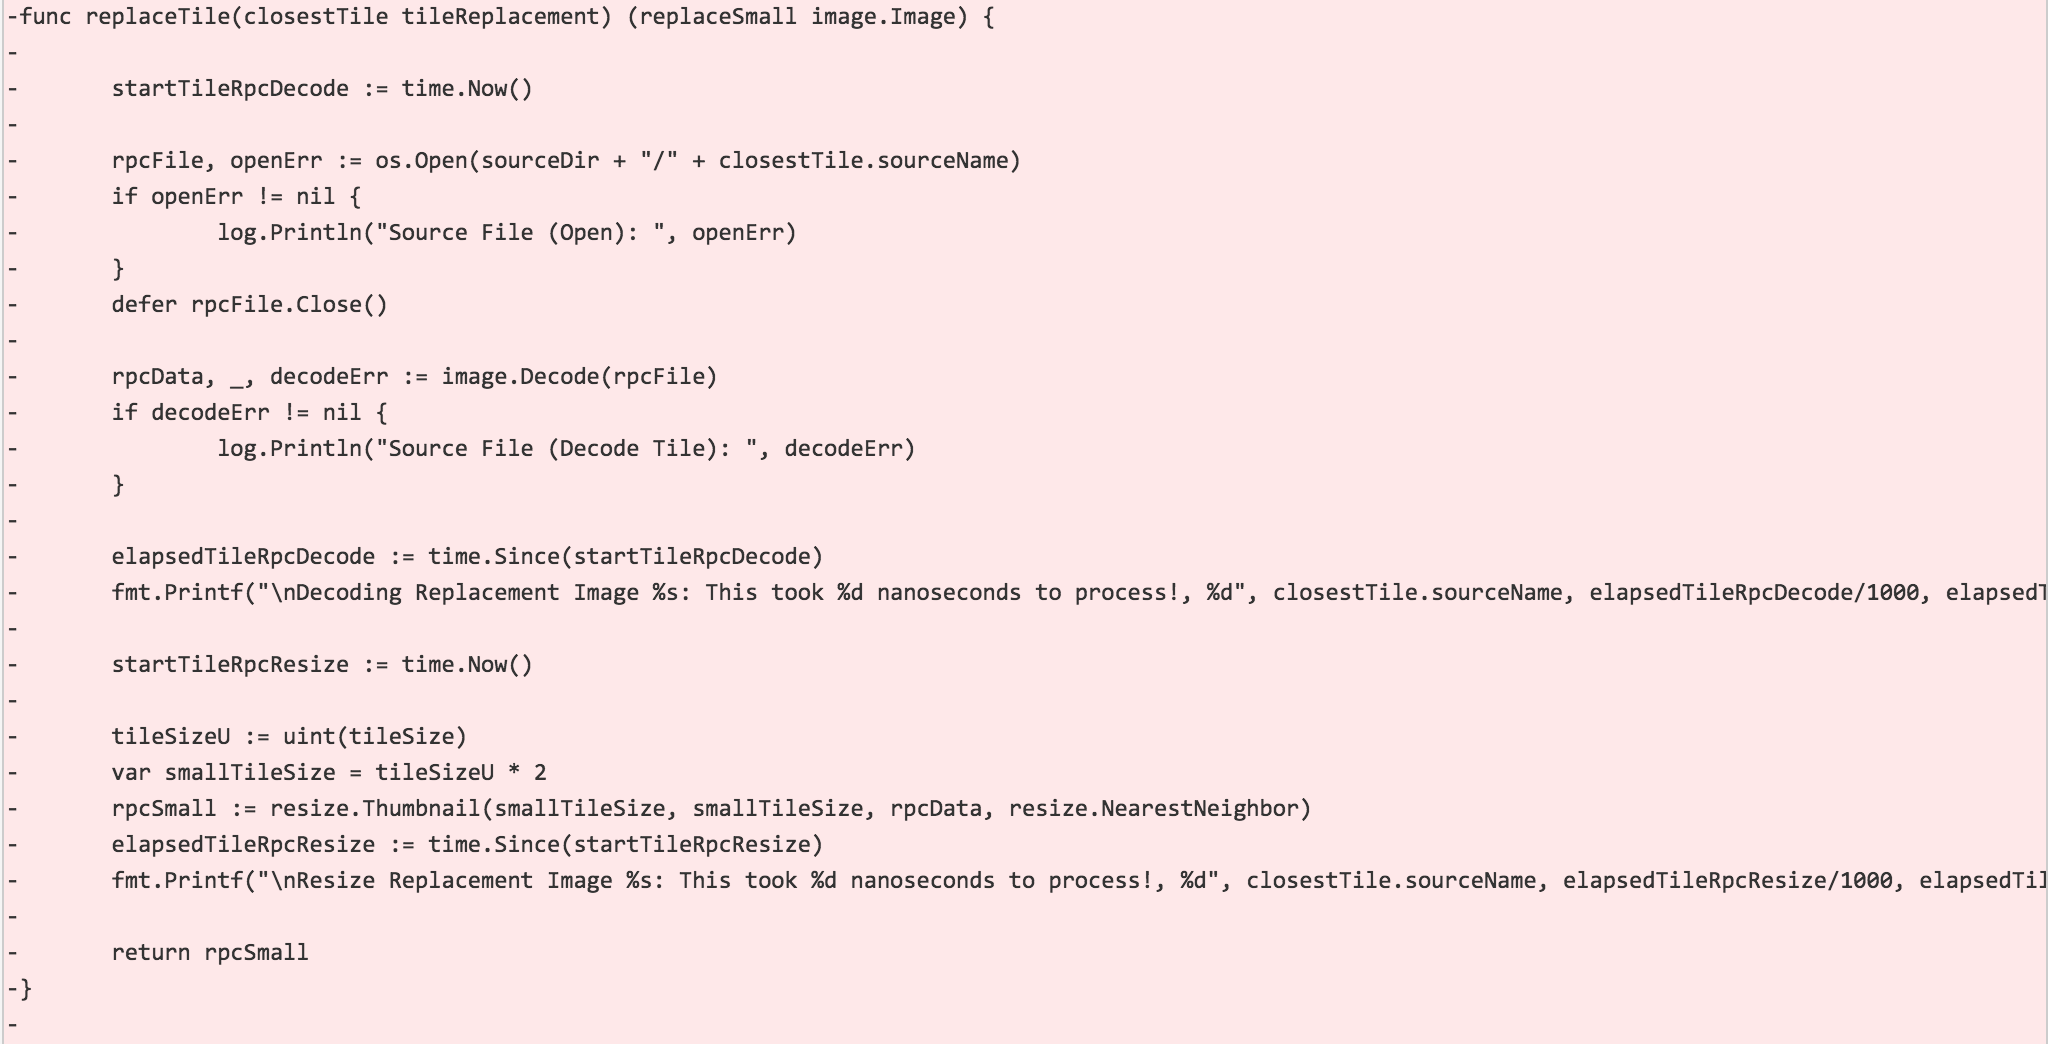 -func replaceTile(closestTile tileReplacement) (replaceSmall image.Image) {
-
-       startTileRpcDecode := time.Now()
-
-       rpcFile, openErr := os.Open(sourceDir + "/" + closestTile.sourceName)
-       if openErr != nil {
-               log.Println("Source File (Open): ", openErr)
-       }
-       defer rpcFile.Close()
-
-       rpcData, _, decodeErr := image.Decode(rpcFile)
-       if decodeErr != nil {
-               log.Println("Source File (Decode Tile): ", decodeErr)
-       }
-
-       elapsedTileRpcDecode := time.Since(startTileRpcDecode)
-       fmt.Printf("\nDecoding Replacement Image %s: This took %d nanoseconds to process!, %d", closestTile.sourceName, elapsedTileRpcDecode/1000, elapsedT
-
-       startTileRpcResize := time.Now()
-
-       tileSizeU := uint(tileSize)
-       var smallTileSize = tileSizeU * 2
-       rpcSmall := resize.Thumbnail(smallTileSize, smallTileSize, rpcData, resize.NearestNeighbor)
-       elapsedTileRpcResize := time.Since(startTileRpcResize)
-       fmt.Printf("\nResize Replacement Image %s: This took %d nanoseconds to process!, %d", closestTile.sourceName, elapsedTileRpcResize/1000, elapsedTil
-
-       return rpcSmall
-}
-